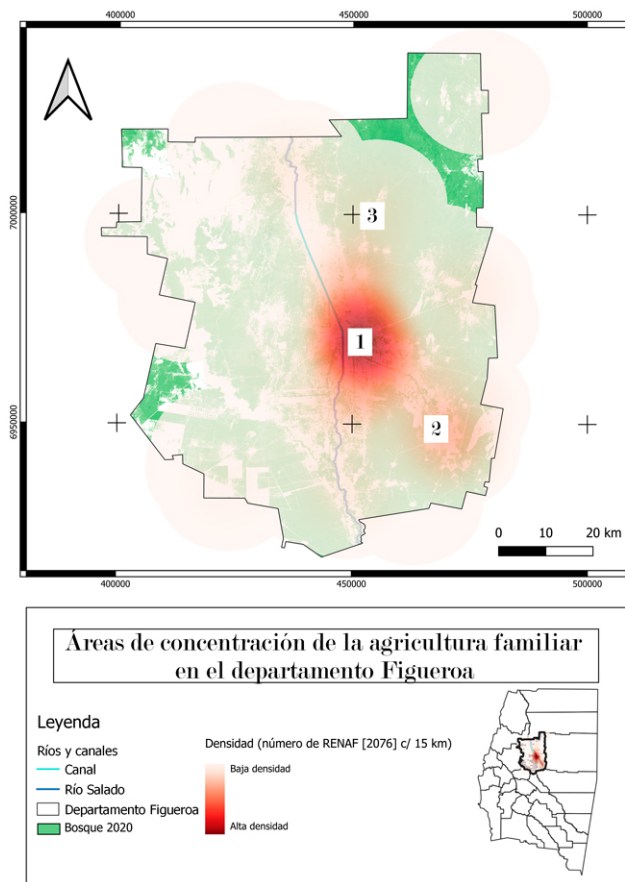 400000
450000
500000
7000000
3
1
6950000
2
0
10
20 km
400000
450000
500000
Áreas de concentración de la agricultura familiar
en el departamento Figueroa
Leyenda
Ríos y canales
Canal
Río Salado
Departamento Figueroa
Bosque 2020
Densidad (número de RENAF [2076] c/ 15 km)
Baja densidad
Alta densidad